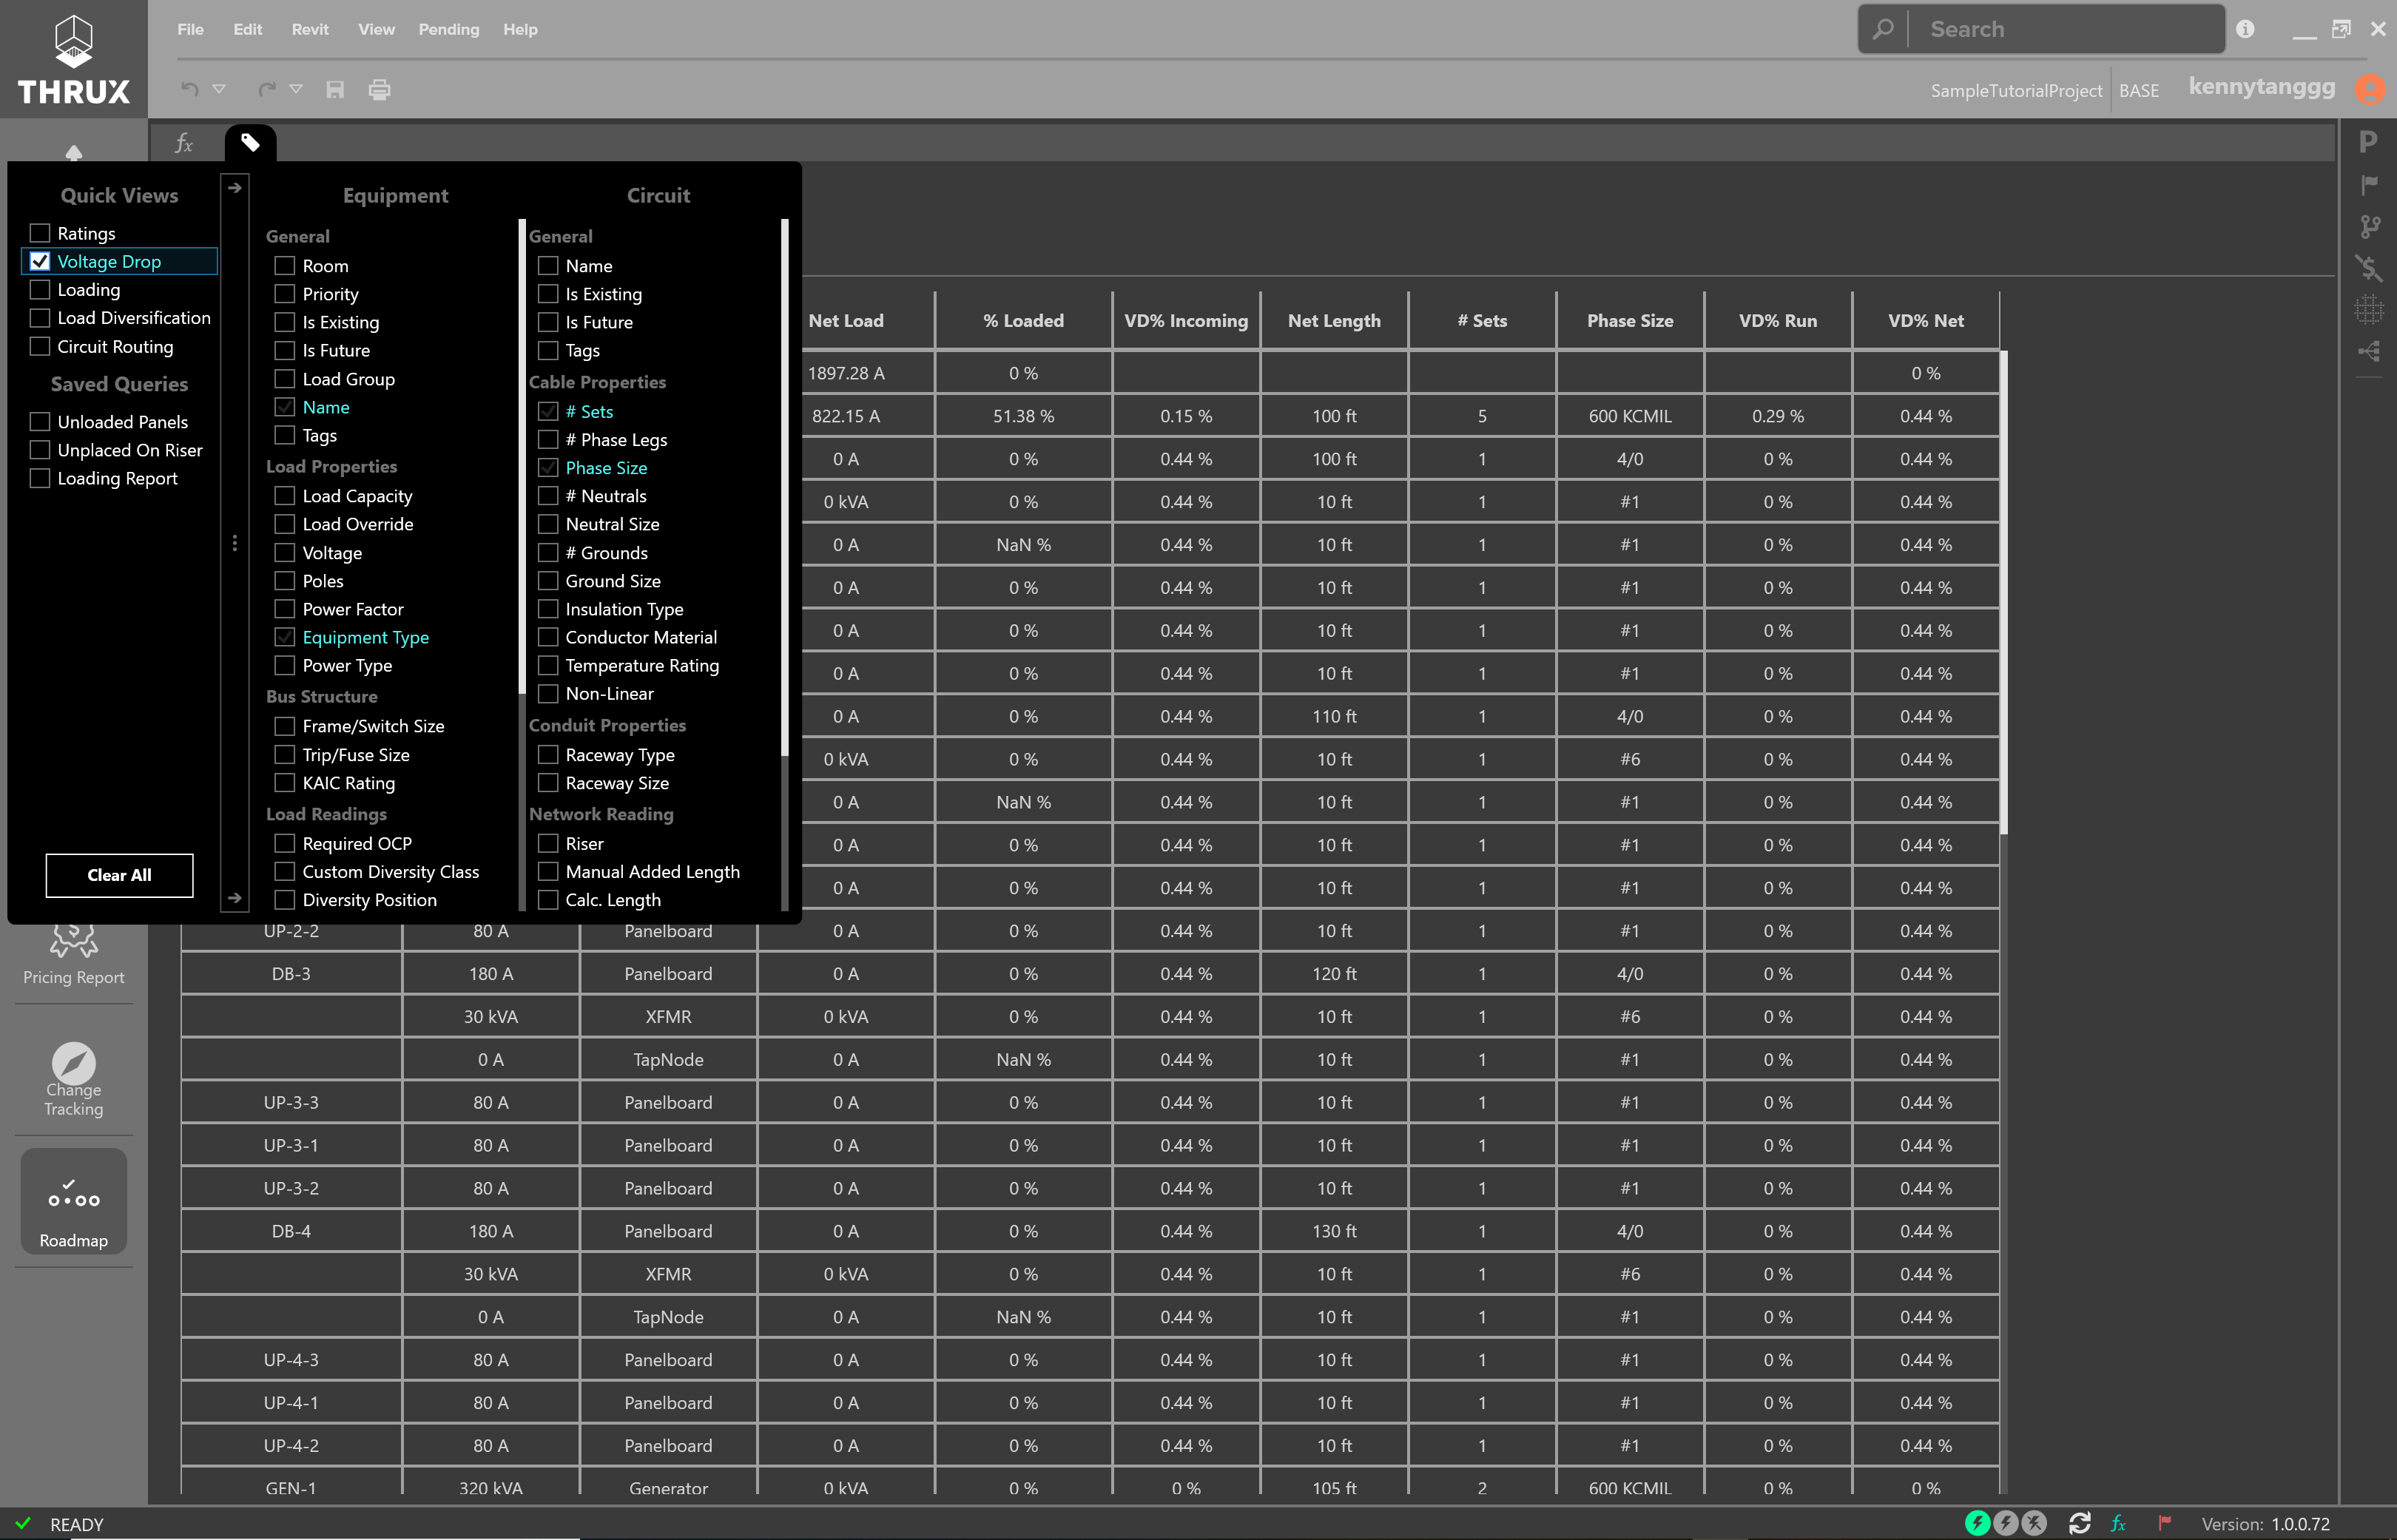 THRUX
File Edit Revit View Pending Help
Search
SampleTutorialProject BASE kennytanggg
fx
Quick Views
Ratings
Voltage Drop
Loading
Load Diversification
Circuit Routing
Saved Queries
Unloaded Panels
Unplaced On Riser
Loading Report
Clear All
Equipment
General
Room
Priority
Is Existing
Is Future
Load Group
Name
Tags
Load Properties
Load Capacity
Load Override
Voltage
Poles
Power Factor
Equipment Type
Power Type
Bus Structure
Frame/Switch Size
Trip/Fuse Size
KAIC Rating
Load Readings
Required OCP
Custom Diversity Class
Diversity Position
Circuit
General
Name
Is Existing
Is Future
Tags
Cable Properties
# Sets
# Phase Legs
Phase Size
# Neutrals
Neutral Size
# Grounds
Ground Size
Insulation Type
Conductor Material
Temperature Rating
Non-Linear
Conduit Properties
Raceway Type
Raceway Size
Network Reading
Riser
Manual Added Length
Calc. Length
Net Load % Loaded VD% Incoming Net Length # Sets Phase Size VD% Run VD% Net
1897.28 A 0 % 0 %
822.15 A 51.38 % 0.15 % 100 ft 5 600 KCMIL 0.29 % 0.44 %
0 A 0 % 0.44 % 100 ft 1 4/0 0 % 0.44 %
0 kVA 0 % 0.44 % 10 ft 1 #1 0 % 0.44 %
0 A NaN % 0.44 % 10 ft 1 #1 0 % 0.44 %
0 A 0 % 0.44 % 10 ft 1 #1 0 % 0.44 %
0 A 0 % 0.44 % 10 ft 1 #1 0 % 0.44 %
0 A 0 % 0.44 % 10 ft 1 #1 0 % 0.44 %
0 A 0 % 0.44 % 110 ft 1 4/0 0 % 0.44 %
0 kVA 0 % 0.44 % 10 ft 1 #6 0 % 0.44 %
0 A NaN % 0.44 % 10 ft 1 #1 0 % 0.44 %
0 A 0 % 0.44 % 10 ft 1 #1 0 % 0.44 %
0 A 0 % 0.44 % 10 ft 1 #1 0 % 0.44 %
UP-2-2 80 A Panelboard 0 A 0 % 0.44 % 10 ft 1 #1 0 % 0.44 %
DB-3 180 A Panelboard 0 A 0 % 0.44 % 120 ft 1 4/0 0 % 0.44 %
30 kVA XFMR 0 kVA 0 % 0.44 % 10 ft 1 #6 0 % 0.44 %
0 A TapNode 0 A NaN % 0.44 % 10 ft 1 #1 0 % 0.44 %
UP-3-3 80 A Panelboard 0 A 0 % 0.44 % 10 ft 1 #1 0 % 0.44 %
UP-3-1 80 A Panelboard 0 A 0 % 0.44 % 10 ft 1 #1 0 % 0.44 %
UP-3-2 80 A Panelboard 0 A 0 % 0.44 % 10 ft 1 #1 0 % 0.44 %
DB-4 180 A Panelboard 0 A 0 % 0.44 % 130 ft 1 4/0 0 % 0.44 %
30 kVA XFMR 0 kVA 0 % 0.44 % 10 ft 1 #6 0 % 0.44 %
0 A TapNode 0 A NaN % 0.44 % 10 ft 1 #1 0 % 0.44 %
UP-4-3 80 A Panelboard 0 A 0 % 0.44 % 10 ft 1 #1 0 % 0.44 %
UP-4-1 80 A Panelboard 0 A 0 % 0.44 % 10 ft 1 #1 0 % 0.44 %
UP-4-2 80 A Panelboard 0 A 0 % 0.44 % 10 ft 1 #1 0 % 0.44 %
GEN-1 320 kVA Generator 0 kVA 0 % 0 % 105 ft 2 600 KCMIL 0 % 0 %
Pricing Report
Change
Tracking
Roadmap
P
READY
fx
Version: 1.0.0.72